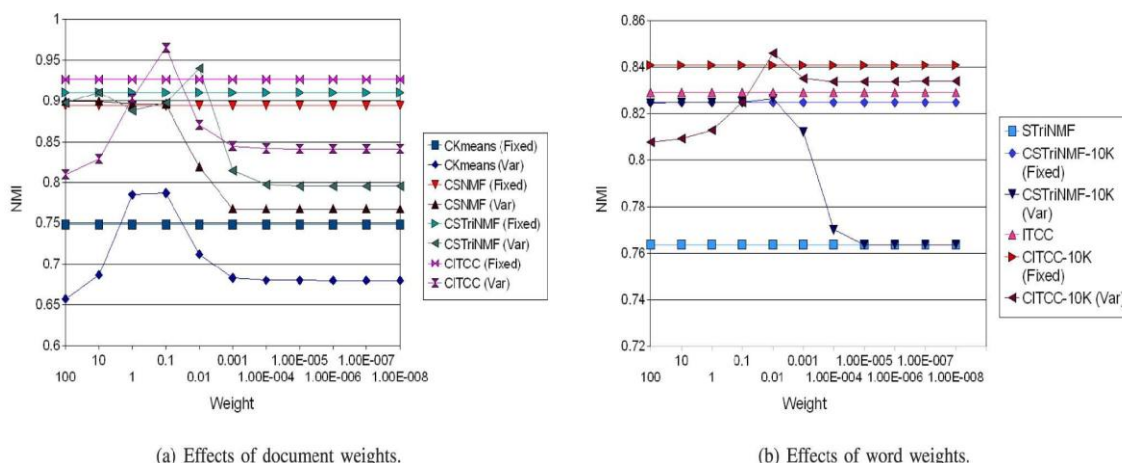 1
0.95
0.9
0.85
0.8
0.75
0.7
0.65
0.6
NMI
100
10
1
0.1
0.01
0.001
1.00E-004
1.00E-005
1.00E-006
1.00E-007
1.00E-008
Weight
CKmeans (Fixed)
CKmeans (Var)
CSNMF (Fixed)
CSNMF (Var)
CSTriNMF (Fixed)
CSTriNMF (Var)
CITCC (Fixed)
CITCC (Var)
(a) Effects of document weights.
0.86
0.84
0.82
0.8
0.78
0.76
0.74
0.72
NMI
100
10
1
0.1
0.01
0.001
1.00E-004
1.00E-005
1.00E-006
1.00E-007
1.00E-008
Weight
STriNMF
CSTriNMF-10K
(Fixed)
CSTriNMF-10K
(Var)
ITCC
CITCC-10K
(Fixed)
CITCC-10K (Var)
(b) Effects of word weights.